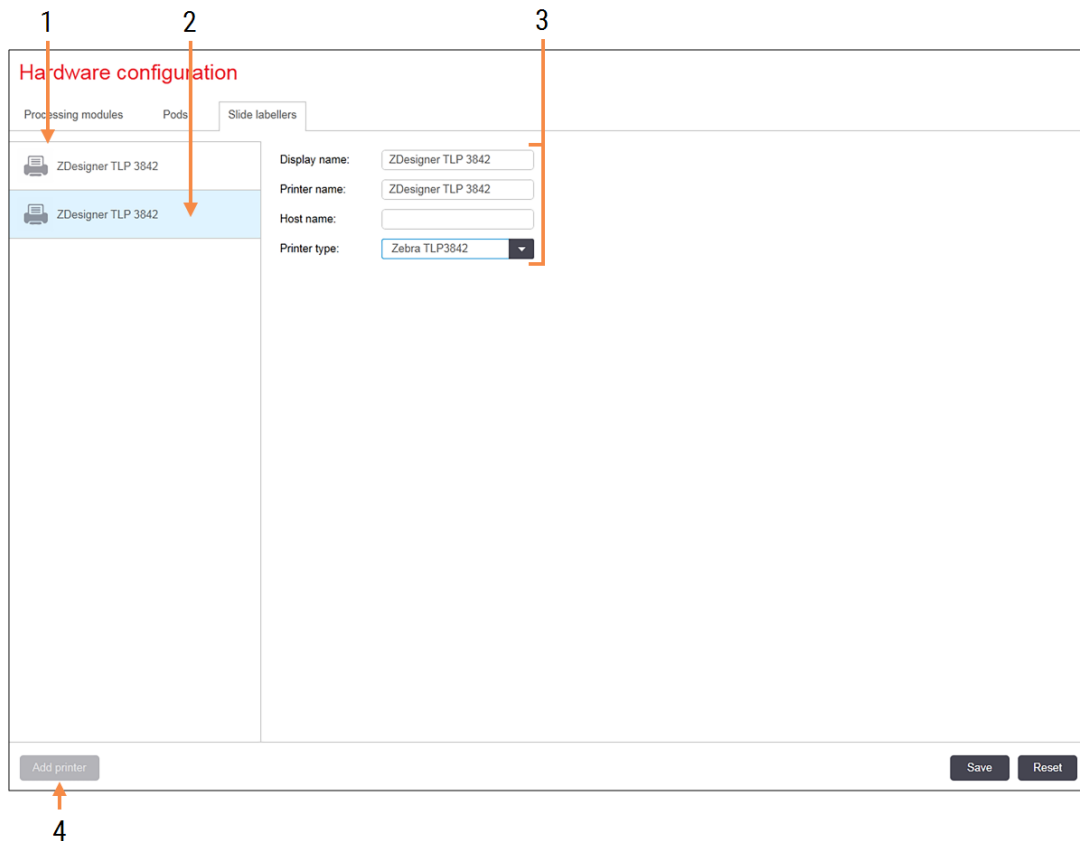 1 2 3
Hardware configuration
Processing modules Pods Slide labellers
ZDesigner TLP 3842
ZDesigner TLP 3842
Display name: ZDesigner TLP 3842
Printer name: ZDesigner TLP 3842
Host name:
Printer type: Zebra TLP3842
Add printer Save Reset
4